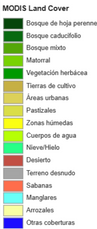 MODIS Land Cover
Bosque de hoja perenne
Bosque caducifolio
Bosque mixto
Matorral
Vegetación herbácea
Tierras de cultivo
Áreas urbanas
Pastizales
Zonas húmedas
Cuerpos de agua
Nieve/Hielo
Desierto
Terreno desnudo
Sabanas
Manglares
Arrozales
Otras coberturas